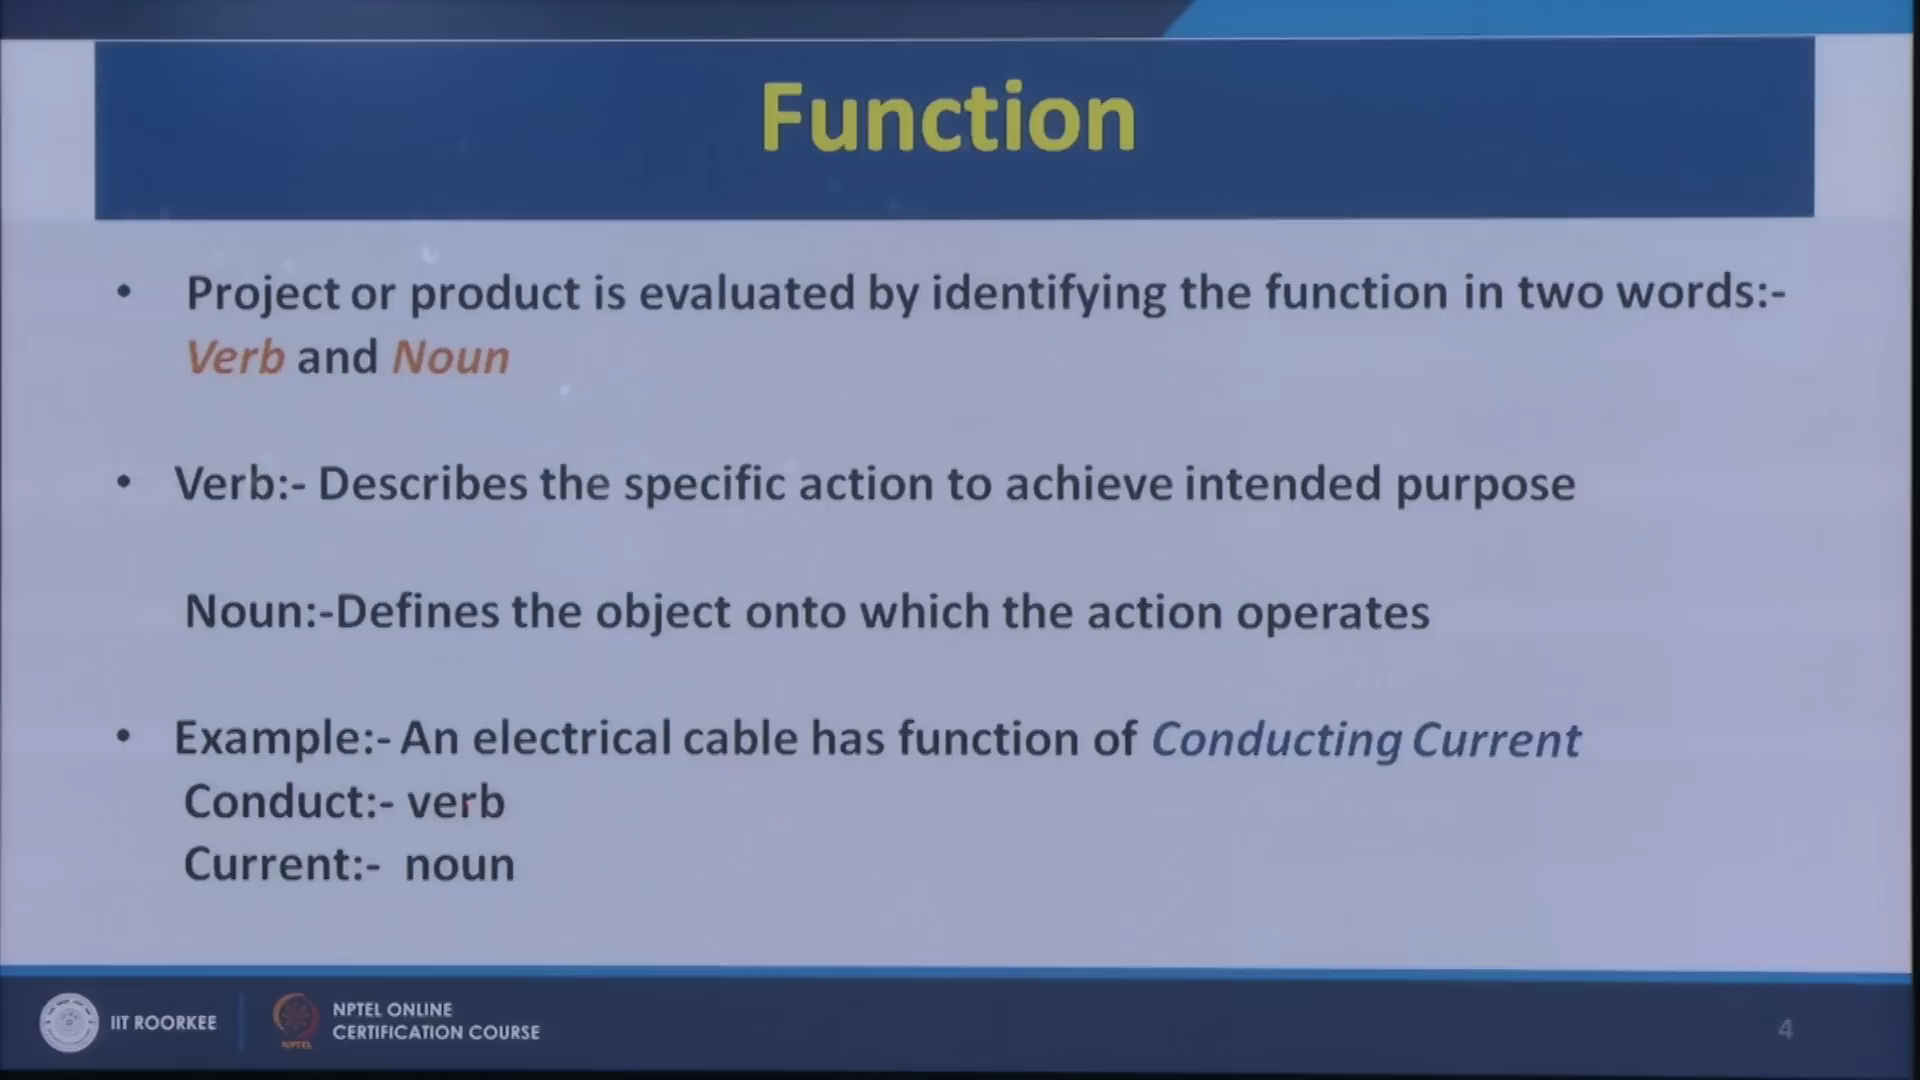 Function
• Project or product is evaluated by identifying the function in two words:-
Verb and Noun
• Verb:- Describes the specific action to achieve intended purpose
Noun:-Defines the object onto which the action operates
• Example:- An electrical cable has function of Conducting Current
Conduct:- verb
Current:- noun
IIT ROORKEE
NPTEL
NPTEL ONLINE
CERTIFICATION COURSE
4